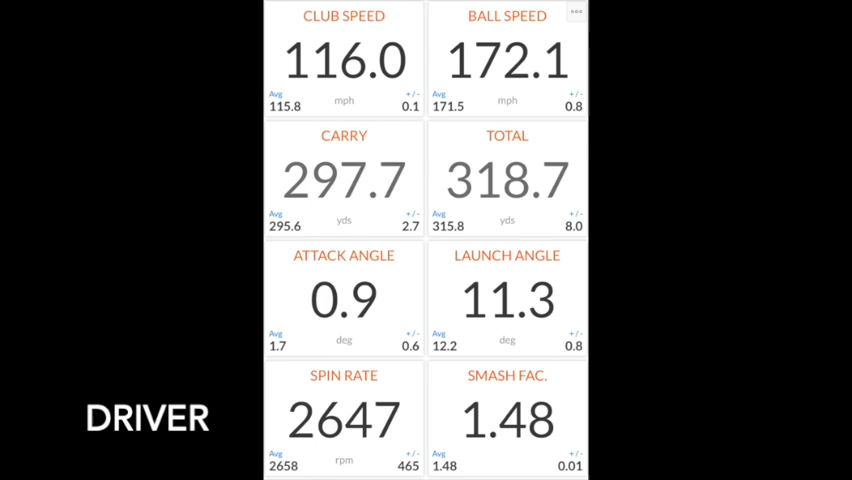 CLUB SPEED BALL SPEED
116.0 172.1
Avg +/- Avg +/-
115.8 mph 0.1 171.5 mph 0.8
CARRY TOTAL
297.7 318.7
Avg +/- Avg +/-
295.6 yds 2.7 315.8 yds 8.0
ATTACK ANGLE LAUNCH ANGLE
0.9 11.3
Avg +/- Avg +/-
1.7 deg 0.6 12.2 deg 0.8
SPIN RATE SMASH FAC.
2647 1.48
DRIVER
Avg +/- Avg +/-
2658 rpm 465 1.48 0.01